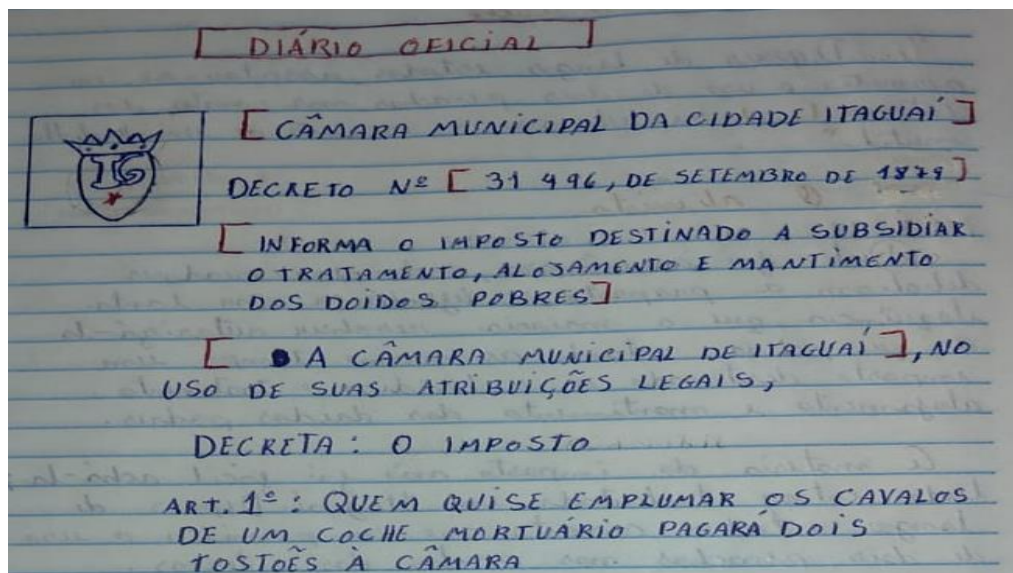 [ DIÁRIO OFICIAL ]
[ CÂMARA MUNICIPAL DA CIDADE ITAGUAÍ ]
IG
DECRETO Nº [ 31 496, DE SETEMBRO DE 1879 ]
[ INFORMA O IMPOSTO DESTINADO A SUBSIDIAR
O TRATAMENTO, ALOJAMENTO E MANTIMENTO
DOS DOIDOS POBRES ]
[ A CÂMARA MUNICIPAL DE ITAGUAÍ ], NO
USO DE SUAS ATRIBUIÇÕES LEGAIS,
DECRETA: O IMPOSTO
ART. 1º: QUEM QUISE EMPLUMAR OS CAVALOS
DE UM COCHE MORTUÁRIO PAGARÁ DOIS
TOSTOẼS À CÂMARA